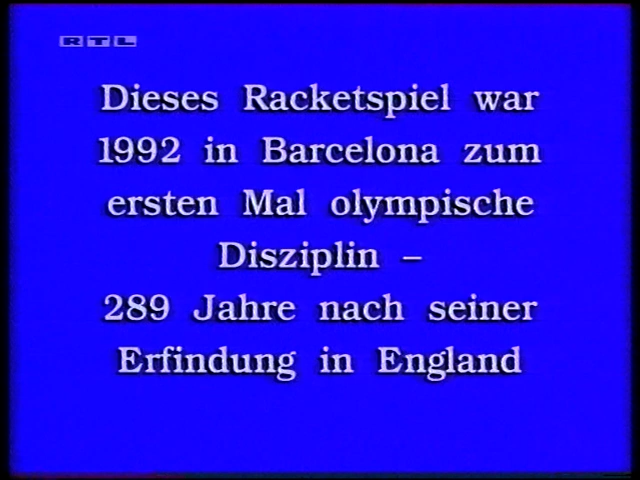 RTL
Dieses Racketspiel war
1992 in Barcelona zum
ersten Mal olympische
Disziplin –
289 Jahre nach seiner
Erfindung in England